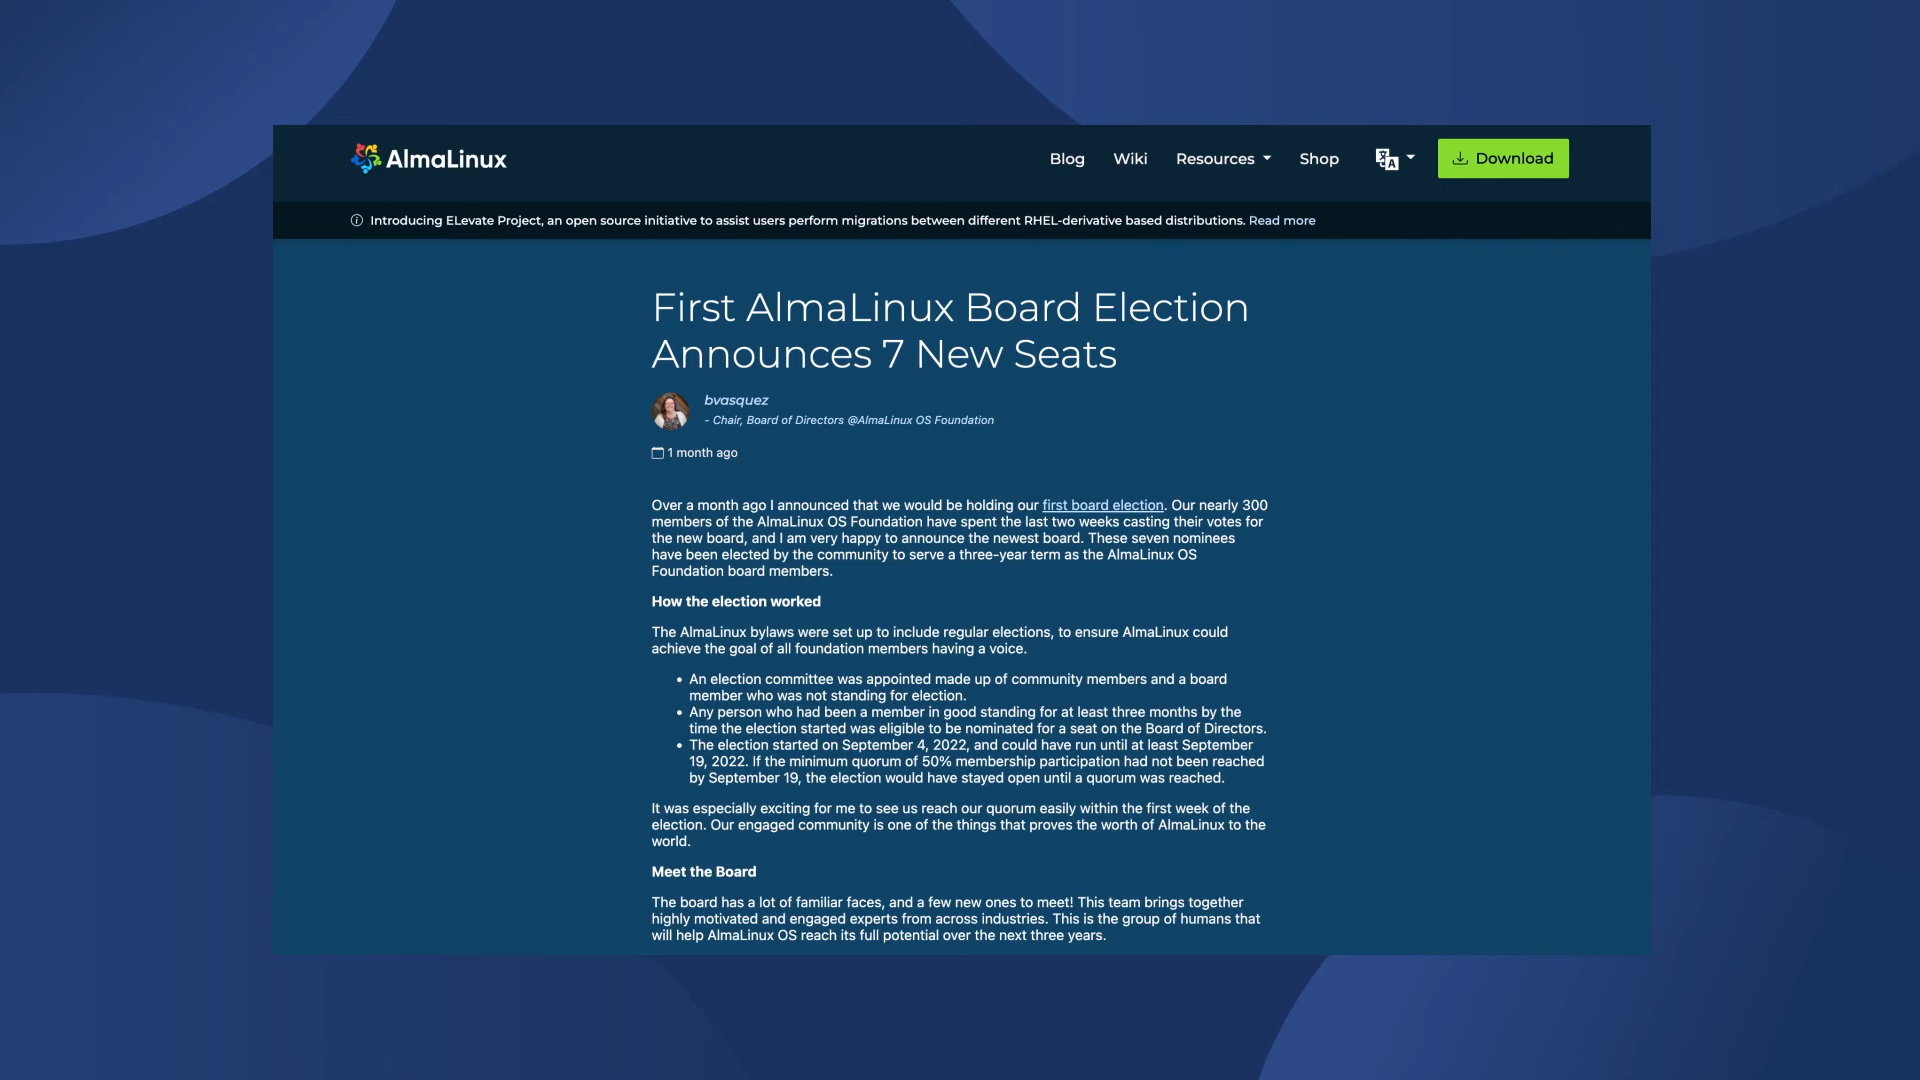 AlmaLinux
Blog Wiki Resources Shop Download
Introducing ELevate Project, an open source initiative to assist users perform migrations between different RHEL-derivative based distributions. Read more
First AlmaLinux Board Election
Announces 7 New Seats
bvasquez
- Chair, Board of Directors @AlmaLinux OS Foundation
1 month ago
Over a month ago I announced that we would be holding our first board election. Our nearly 300
members of the AlmaLinux OS Foundation have spent the last two weeks casting their votes for
the new board, and I am very happy to announce the newest board. These seven nominees
have been elected by the community to serve a three-year term as the AlmaLinux OS
Foundation board members.
How the election worked
The AlmaLinux bylaws were set up to include regular elections, to ensure AlmaLinux could
achieve the goal of all foundation members having a voice.
• An election committee was appointed made up of community members and a board
member who was not standing for election.
• Any person who had been a member in good standing for at least three months by the
time the election started was eligible to be nominated for a seat on the Board of Directors.
• The election started on September 4, 2022, and could have run until at least September
19, 2022. If the minimum quorum of 50% membership participation had not been reached
by September 19, the election would have stayed open until a quorum was reached.
It was especially exciting for me to see us reach our quorum easily within the first week of the
election. Our engaged community is one of the things that proves the worth of AlmaLinux to the
world.
Meet the Board
The board has a lot of familiar faces, and a few new ones to meet! This team brings together
highly motivated and engaged experts from across industries. This is the group of humans that
will help AlmaLinux OS reach its full potential over the next three years.